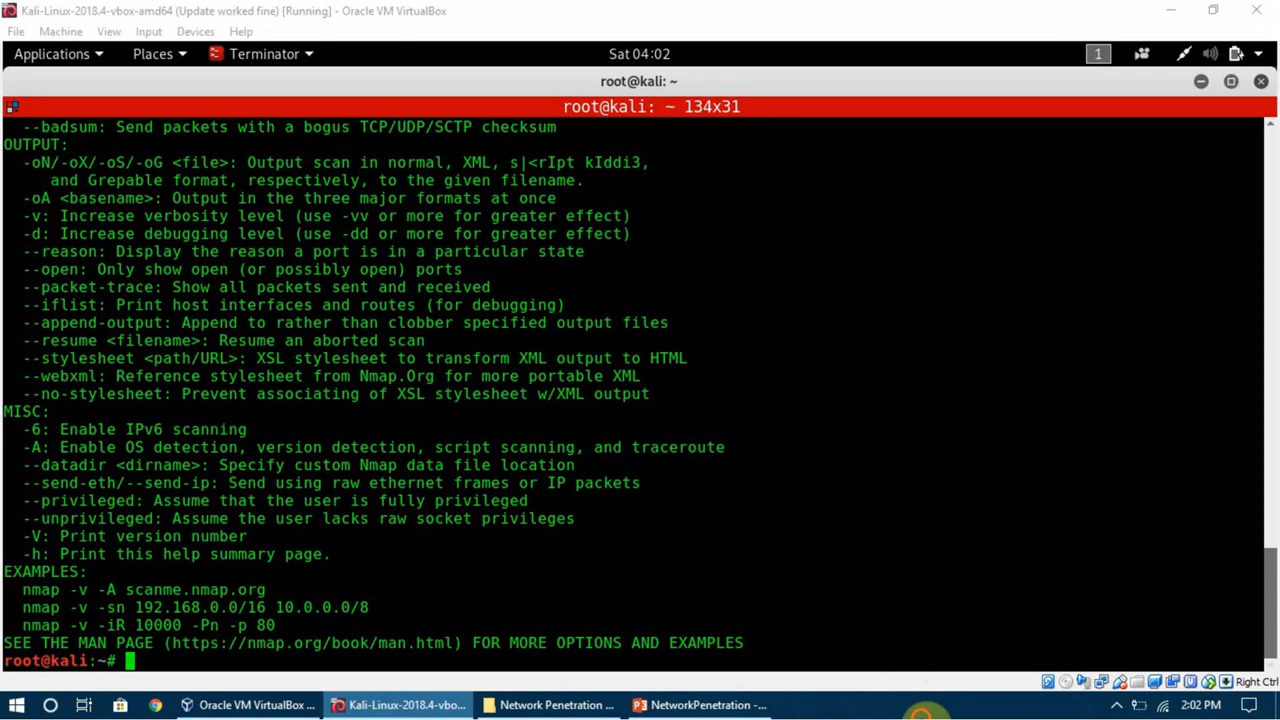 Kali-Linux-2018.4-vbox-amd64 (Update worked fine) [Running] - Oracle VM VirtualBox
File Machine View Input Devices Help
Applications Places Terminator Sat 04:02 1
root@kali: ~
root@kali: ~ 134x31
--badsum: Send packets with a bogus TCP/UDP/SCTP checksum
OUTPUT:
-oN/-oX/-oS/-oG <file>: Output scan in normal, XML, s|<rIpt kIddi3,
and Grepable format, respectively, to the given filename.
-oA <basename>: Output in the three major formats at once
-v: Increase verbosity level (use -vv or more for greater effect)
-d: Increase debugging level (use -dd or more for greater effect)
--reason: Display the reason a port is in a particular state
--open: Only show open (or possibly open) ports
--packet-trace: Show all packets sent and received
--iflist: Print host interfaces and routes (for debugging)
--append-output: Append to rather than clobber specified output files
--resume <filename>: Resume an aborted scan
--stylesheet <path/URL>: XSL stylesheet to transform XML output to HTML
--webxml: Reference stylesheet from Nmap.Org for more portable XML
--no-stylesheet: Prevent associating of XSL stylesheet w/XML output
MISC:
-6: Enable IPv6 scanning
-A: Enable OS detection, version detection, script scanning, and traceroute
--datadir <dirname>: Specify custom Nmap data file location
--send-eth/--send-ip: Send using raw ethernet frames or IP packets
--privileged: Assume that the user is fully privileged
--unprivileged: Assume the user lacks raw socket privileges
-V: Print version number
-h: Print this help summary page.
EXAMPLES:
nmap -v -A scanme.nmap.org
nmap -v -sn 192.168.0.0/16 10.0.0.0/8
nmap -v -iR 10000 -Pn -p 80
SEE THE MAN PAGE (https://nmap.org/book/man.html) FOR MORE OPTIONS AND EXAMPLES
root@kali:~#
Right Ctrl
Oracle VM VirtualBox ... Kali-Linux-2018.4-vbo... Network Penetration ... NetworkPenetration -... 2:02 PM